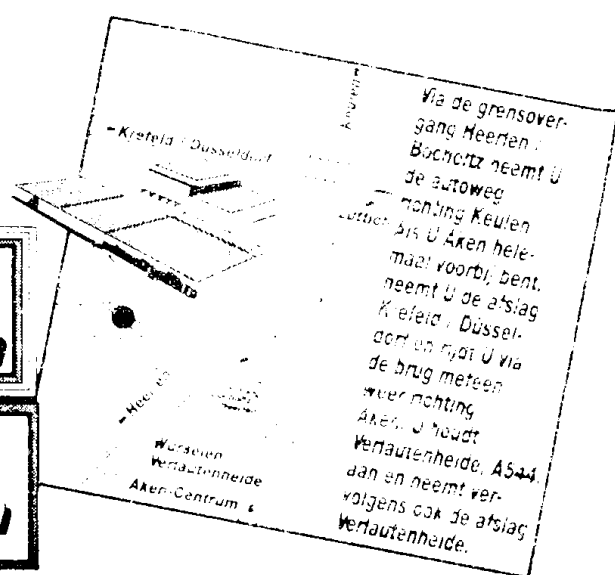 - Krefeld / Düsseldorf
Keulen
- Heerlen
Würselen
Verlautenheide
Aken-Centrum
Via de grensover-
gang Heerlen /
Bocholtz neemt U
de autoweg
richting Keulen
Als U Aken hele-
maal voorbij bent,
neemt U de afslag
Krefeld / Düssel-
dorf en rijdt U via
de brug meteen
weer richting
Aken. U houdt
Verlautenheide, A544,
aan en neemt ver-
volgens ook de afslag
Verlautenheide.